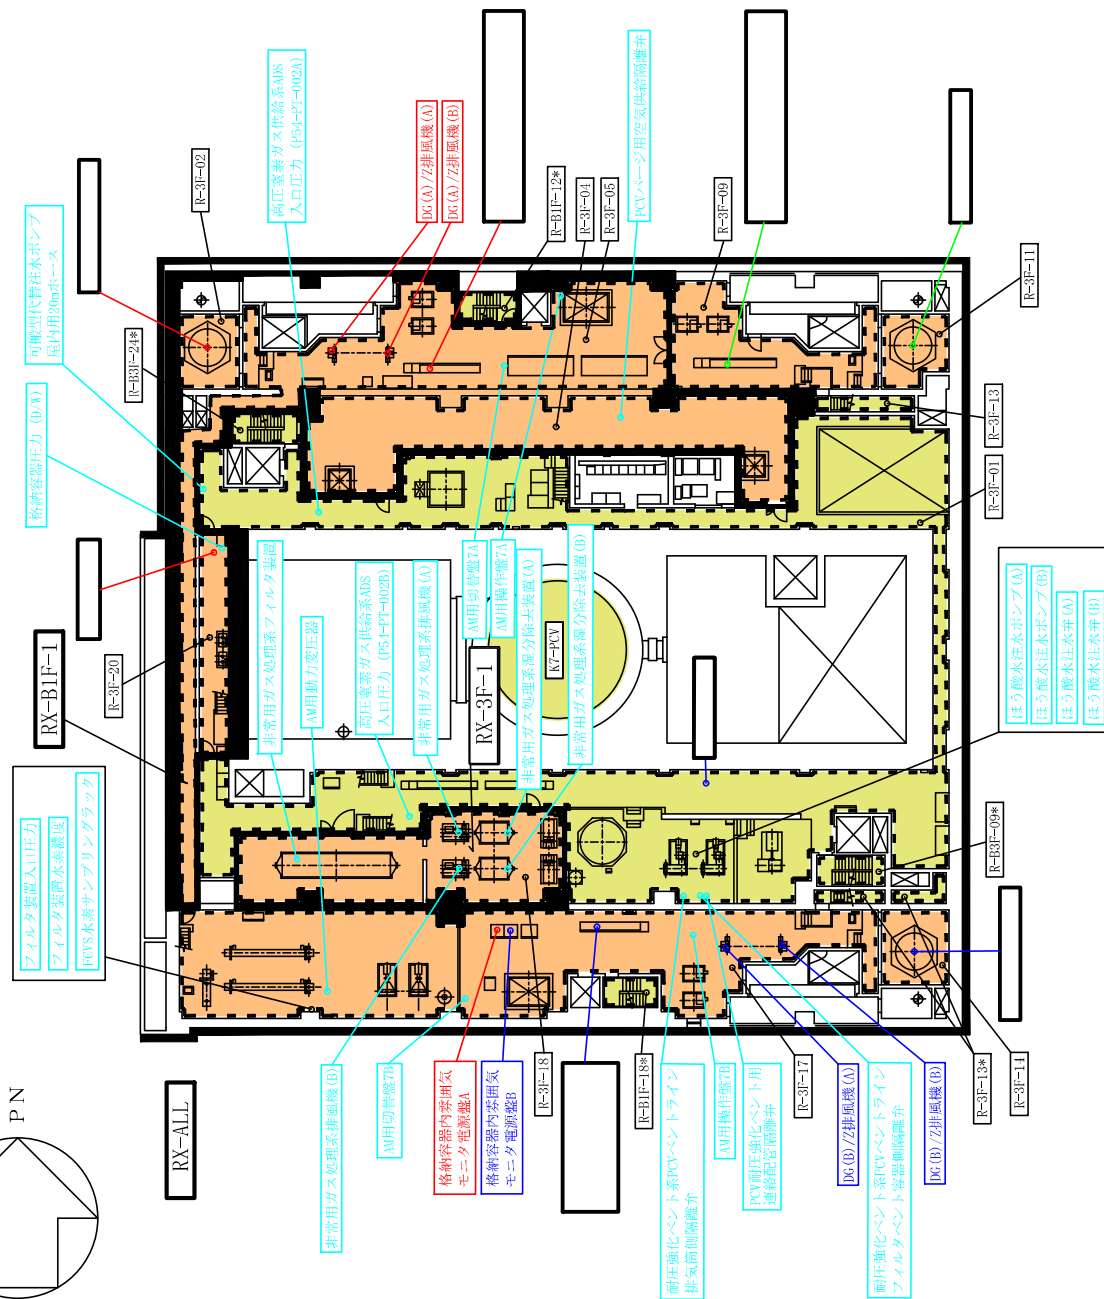 R-3F-02
高圧窒素ガス供給系ADS
入口圧力 (P54-PT-002A)
DG(A)/Z排風機(A)
DG(A)/Z排風機(B)
R-B1F-12*
R-3F-04
R-3F-05
PCVパージ用空気供給隔離弁
R-3F-09
R-3F-11
可搬型代替注水ポンプ
屋内用20mホース
R-B3F-24*
格納容器圧力 (D/W)
R-3F-13
R-3F-01
RX-B1F-1
R-3F-20
非常用ガス処理系フィルタ装置
AM用動力変圧器
高圧窒素ガス供給系ADS
入口圧力 (P54-PT-002B)
非常用ガス処理系排風機(A)
AM用切替盤7A
AM用操作盤7A
RX-3F-1
非常用ガス処理系湿分除去装置(A)
非常用ガス処理系湿分除去装置(B)
K7-PCV
ほう酸水注水ポンプ(A)
ほう酸水注水ポンプ(B)
ほう酸水注水弁(A)
ほう酸水注水弁(B)
フィルタ装置入口圧力
フィルタ装置水素濃度
FCVS水素サンプリングラック
R-B3F-09*
PN
RX-ALL
非常用ガス処理系排風機(B)
AM用切替盤7B
格納容器内雰囲気
モニタ電源盤A
格納容器内雰囲気
モニタ電源盤B
R-3F-18
R-B1F-18*
耐圧強化ベント系PCVベントライン
排気筒側隔離弁
AM用操作盤7B
PCV耐圧強化ベント用
連絡配管隔離弁
R-3F-17
DG(B)/Z排風機(A)
耐圧強化ベント系PCVベントライン
フィルタベント容器側隔離弁
DG(B)/Z排風機(B)
R-3F-13*
R-3F-14